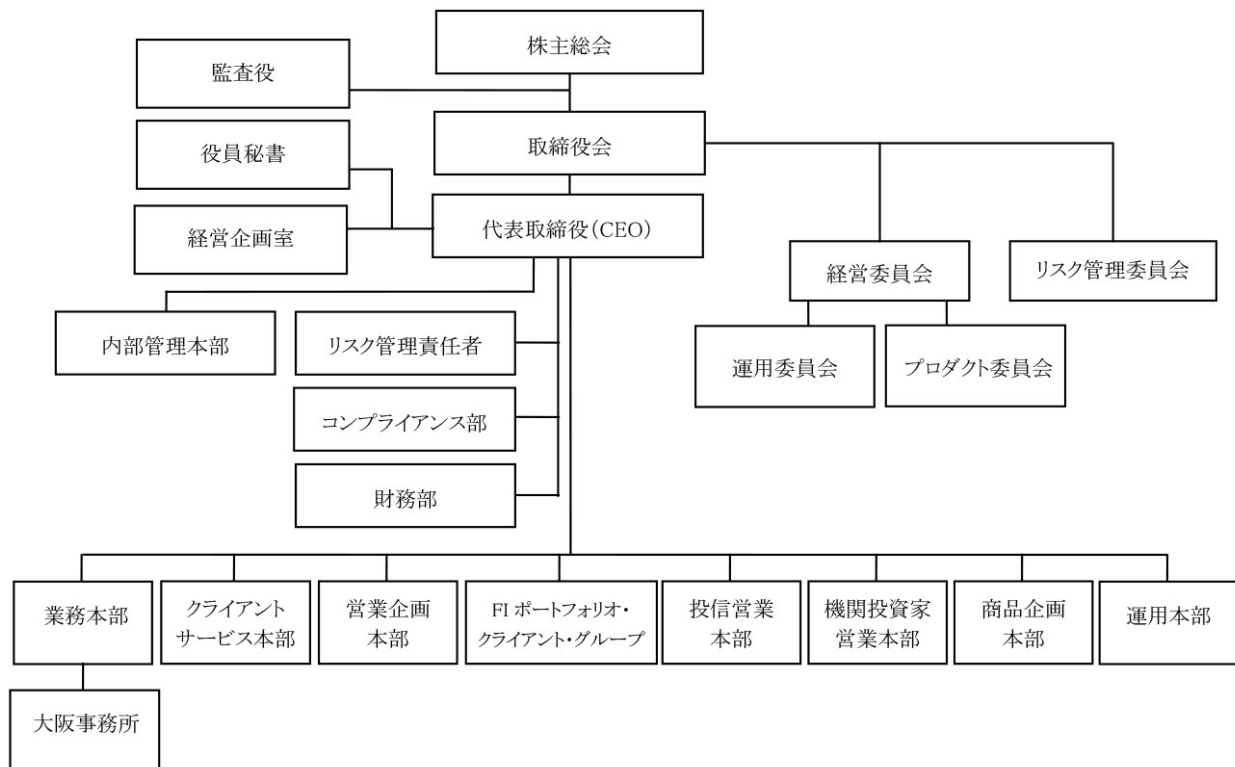 株主総会
監査役
取締役会
役員秘書
代表取締役(CEO)
経営企画室
経営委員会
リスク管理委員会
内部管理本部
リスク管理責任者
運用委員会
プロダクト委員会
コンプライアンス部
財務部
業務本部
クライアント
サービス本部
営業企画
本部
FI ポートフォリオ・
クライアント・グループ
投信営業
本部
機関投資家
営業本部
商品企画
本部
運用本部
大阪事務所